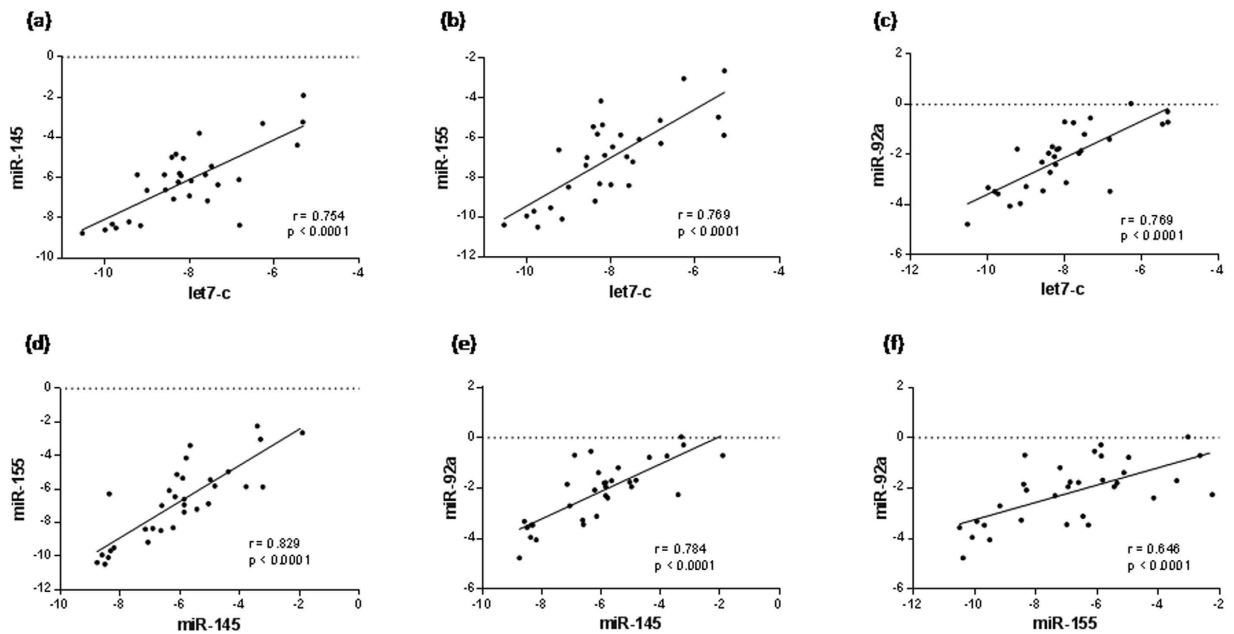 (a)
miR-145
0
-2
-4
-6
-8
-10
-10
-8
-6
-4
let7-c
r = 0.754
p < 0.0001
(b)
miR-155
-2
-4
-6
-8
-10
-12
-10
-8
-6
-4
let7-c
r = 0.769
p < 0.0001
(c)
miR-92a
2
0
-2
-4
-6
-12
-10
-8
-6
-4
let7-c
r = 0.769
p < 0.0001
(d)
miR-155
0
-2
-4
-6
-8
-10
-12
-10
-8
-6
-4
-2
0
miR-145
r = 0.829
p < 0.0001
(e)
miR-92a
2
0
-2
-4
-6
-10
-8
-6
-4
-2
0
miR-145
r = 0.784
p < 0.0001
(f)
miR-92a
2
0
-2
-4
-6
-12
-10
-8
-6
-4
-2
miR-155
r = 0.646
p < 0.0001